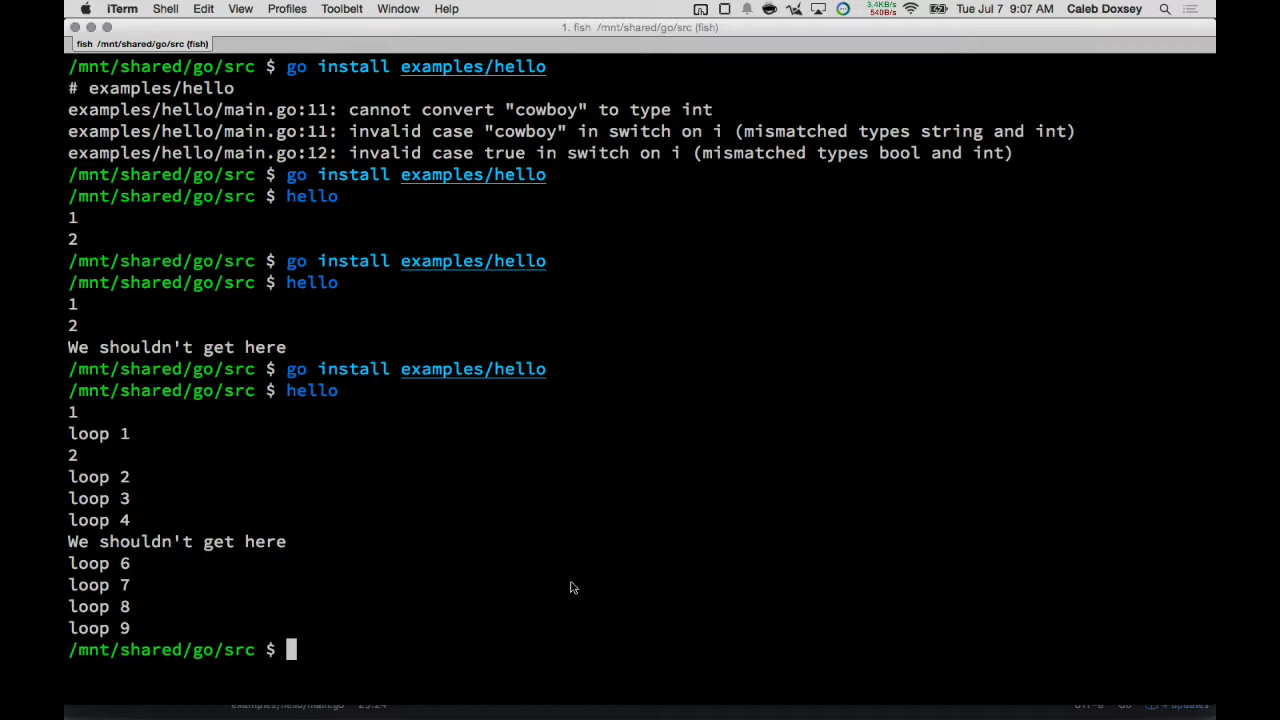 iTerm Shell Edit View Profiles Toolbelt Window Help 3.4KB/s 540B/s Tue Jul 7 9:07 AM Caleb Doxsey
1. fish /mnt/shared/go/src (fish)
fish /mnt/shared/go/src (fish)
/mnt/shared/go/src $ go install examples/hello
# examples/hello
examples/hello/main.go:11: cannot convert "cowboy" to type int
examples/hello/main.go:11: invalid case "cowboy" in switch on i (mismatched types string and int)
examples/hello/main.go:12: invalid case true in switch on i (mismatched types bool and int)
/mnt/shared/go/src $ go install examples/hello
/mnt/shared/go/src $ hello
1
2
/mnt/shared/go/src $ go install examples/hello
/mnt/shared/go/src $ hello
1
2
We shouldn't get here
/mnt/shared/go/src $ go install examples/hello
/mnt/shared/go/src $ hello
1
loop 1
2
loop 2
loop 3
loop 4
We shouldn't get here
loop 6
loop 7
loop 8
loop 9
/mnt/shared/go/src $